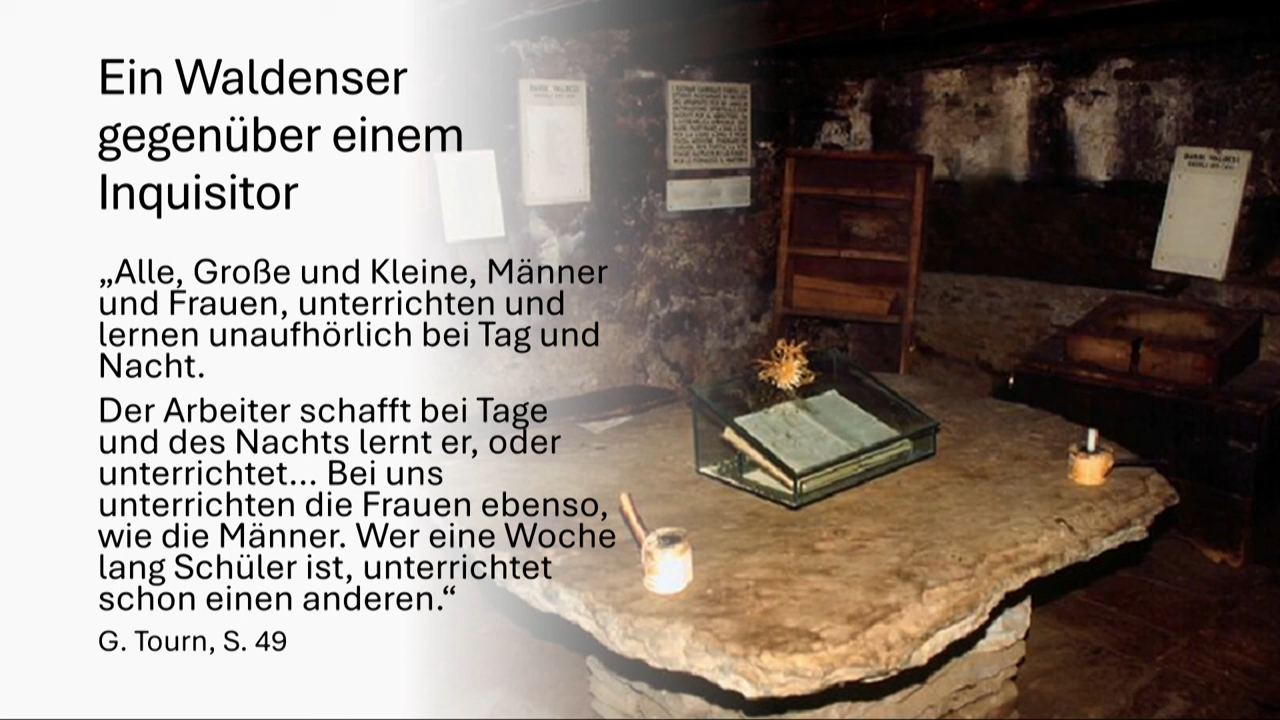 Ein Waldenser
gegenüber einem
Inquisitor
„Alle, Große und Kleine, Männer
und Frauen, unterrichten und
lernen unaufhörlich bei Tag und
Nacht.
Der Arbeiter schafft bei Tage
und des Nachts lernt er, oder
unterrichtet... Bei uns
unterrichten die Frauen ebenso,
wie die Männer. Wer eine Woche
lang Schüler ist, unterrichtet
schon einen anderen.“
G. Tourn, S. 49